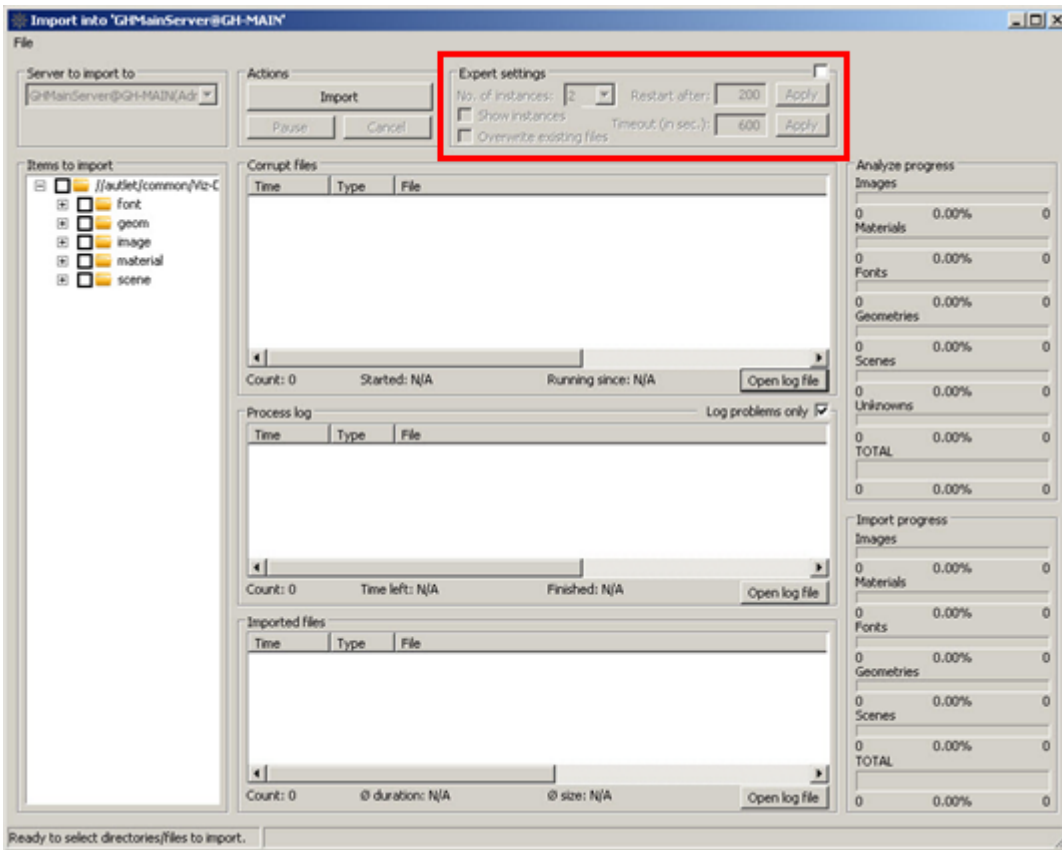 Import into 'GHMainServer@GH-MAIN'
File
Server to import to
GHMainServer@GH-MAIN(Adr
Actions
Import
Pause Cancel
Expert settings
No. of instances: 2 Restart after: 200 Apply
Show instances
Timeout (in sec.): 600 Apply
Overwrite existing files
Items to import
//autlet/common/Viz-D
font
geom
image
material
scene
Corrupt files
Time Type File
Count: 0 Started: N/A Running since: N/A Open log file
Process log Log problems only
Time Type File
Count: 0 Time left: N/A Finished: N/A Open log file
Imported files
Time Type File
Count: 0 Ø duration: N/A Ø size: N/A Open log file
Analyze progress
Images
0 0.00% 0
Materials
0 0.00% 0
Fonts
0 0.00% 0
Geometries
0 0.00% 0
Scenes
0 0.00% 0
Unknowns
0 0.00% 0
TOTAL
0 0.00% 0
Import progress
Images
0 0.00% 0
Materials
0 0.00% 0
Fonts
0 0.00% 0
Geometries
0 0.00% 0
Scenes
0 0.00% 0
TOTAL
0 0.00% 0
Ready to select directories/files to import.